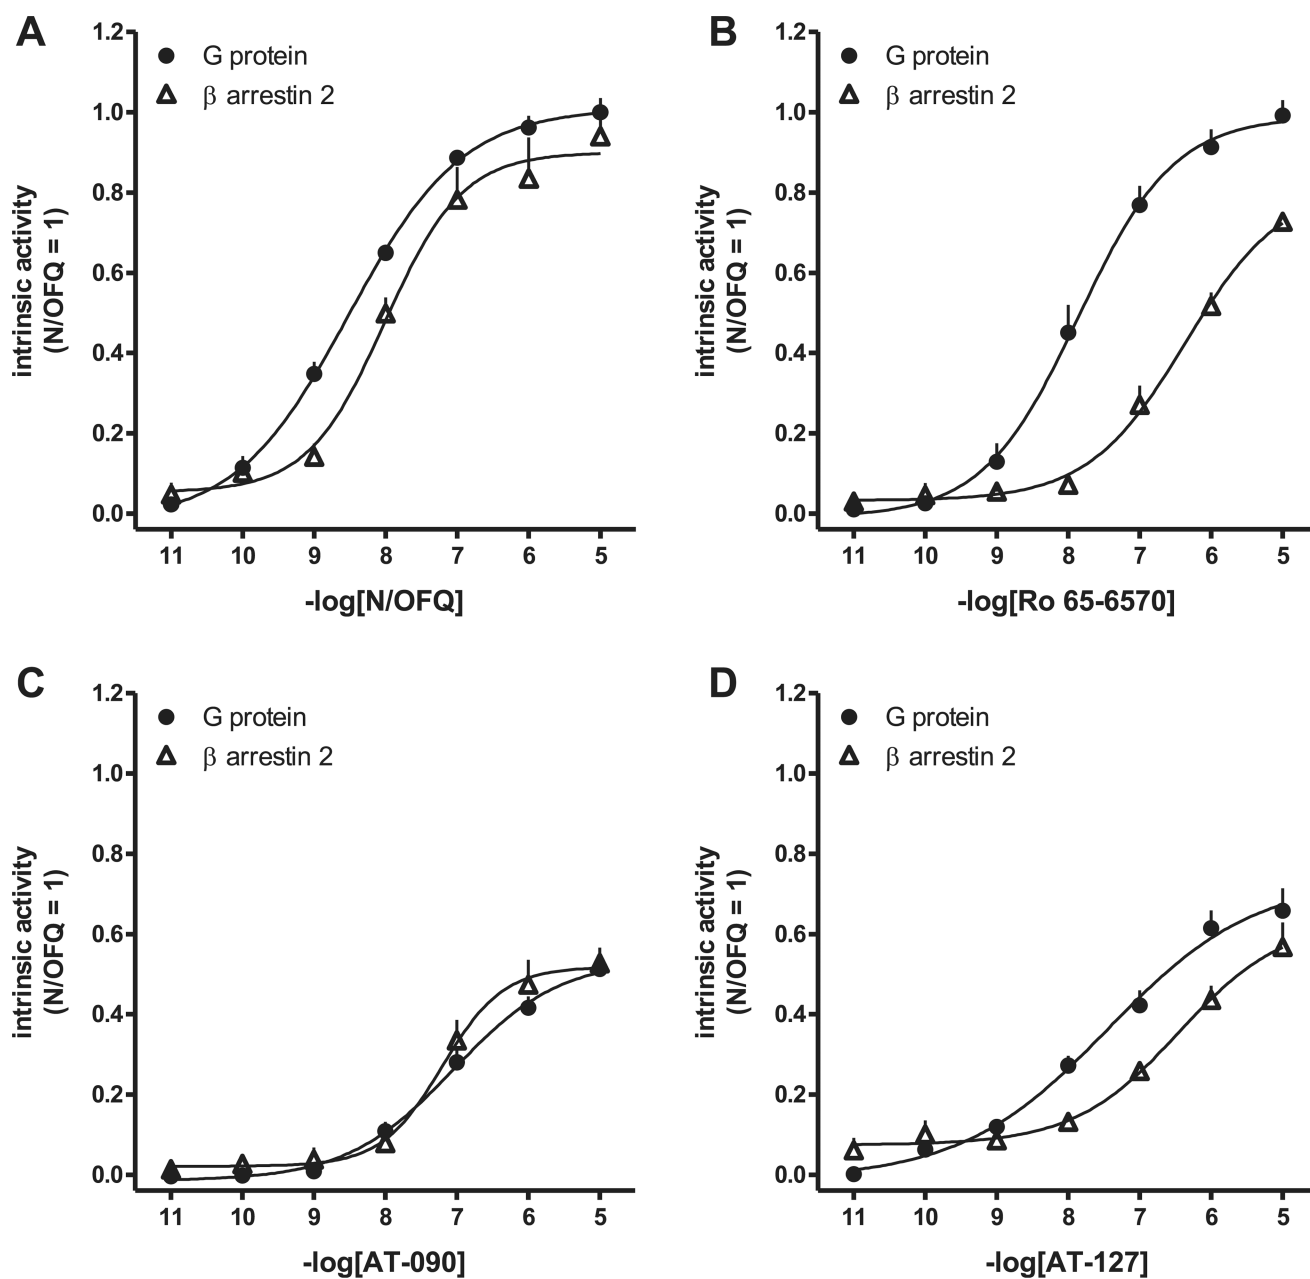 A
1.2
1.0
0.8
0.6
0.4
0.2
0.0
G protein
β arrestin 2
intrinsic activity
(N/OFQ = 1)
11 10 9 8 7 6 5
-log[N/OFQ]
B
1.2
1.0
0.8
0.6
0.4
0.2
0.0
G protein
β arrestin 2
intrinsic activity
(N/OFQ = 1)
11 10 9 8 7 6 5
-log[Ro 65-6570]
C
1.2
1.0
0.8
0.6
0.4
0.2
0.0
G protein
β arrestin 2
intrinsic activity
(N/OFQ = 1)
11 10 9 8 7 6 5
-log[AT-090]
D
1.2
1.0
0.8
0.6
0.4
0.2
0.0
G protein
β arrestin 2
intrinsic activity
(N/OFQ = 1)
11 10 9 8 7 6 5
-log[AT-127]